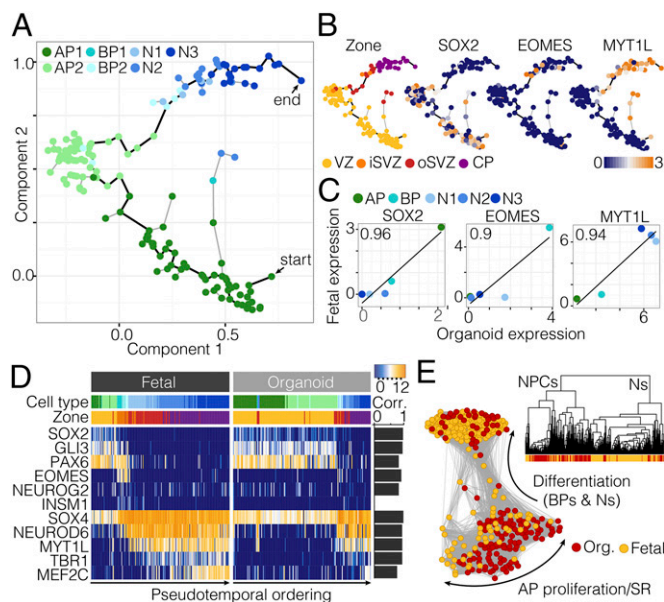 A
AP1 BP1 N1 N3
AP2 BP2 N2
1.0
Component 2
0.0
end
start
0.0 0.5
Component 1
B
Zone SOX2 EOMES MYT1L
VZ iSVZ oSVZ CP
0 3
C
AP BP N1 N2 N3
SOX2 EOMES MYT1L
Fetal expression
3
0
0.96
0 2
4
0
0.9
0 4
6
0
0.94
0 6
Organoid expression
D
Fetal Organoid
0 12
Corr.
0 1
Cell type
Zone
SOX2
GLI3
PAX6
EOMES
NEUROG2
INSM1
SOX4
NEUROD6
MYT1L
TBR1
MEF2C
Pseudotemporal ordering
E
NPCs Ns
Differentiation
(BPs & Ns)
Org. Fetal
AP proliferation/SR